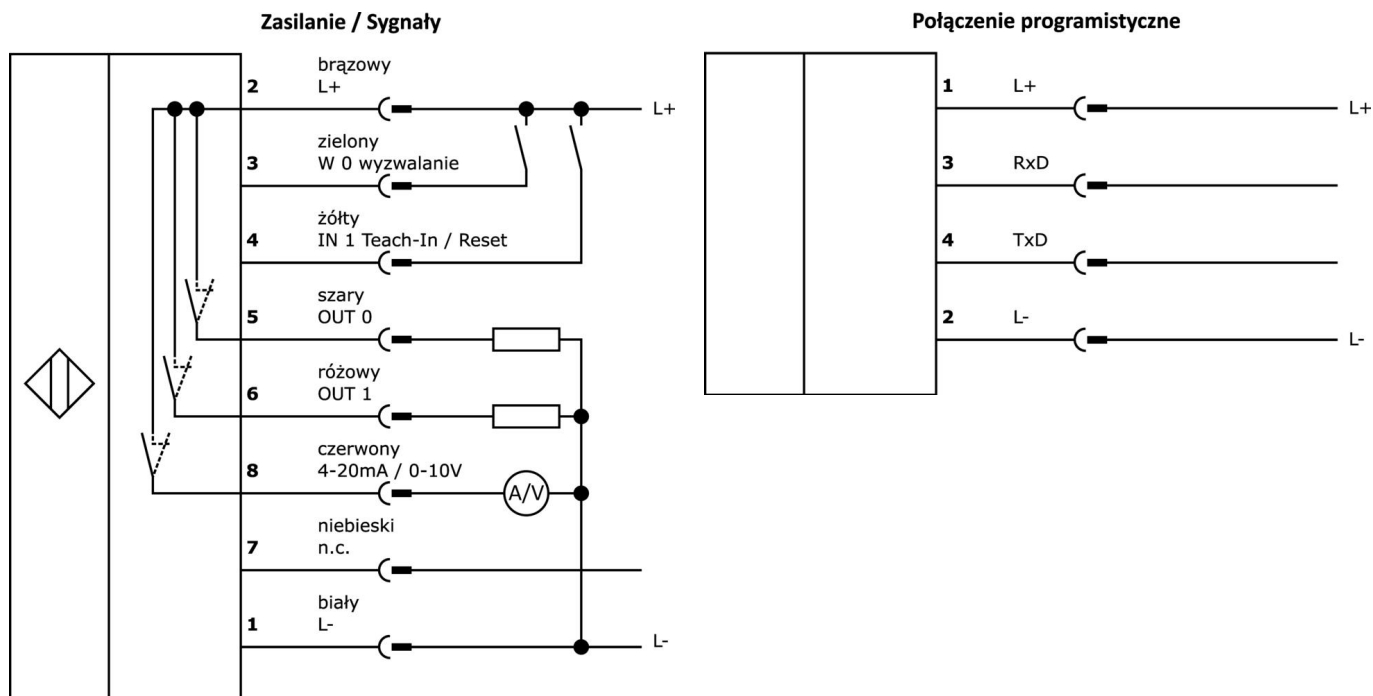 Zasilanie / Sygnały
brązowy
2 L+
L+
zielony
3 W 0 wyzwalanie
żółty
4 IN 1 Teach-In / Reset
szary
5 OUT 0
różowy
6 OUT 1
czerwony
8 4-20mA / 0-10V
A/V
niebieski
7 n.c.
biały
1 L-
L-
Połączenie programistyczne
1 L+
L+
3 RxD
4 TxD
2 L-
L-